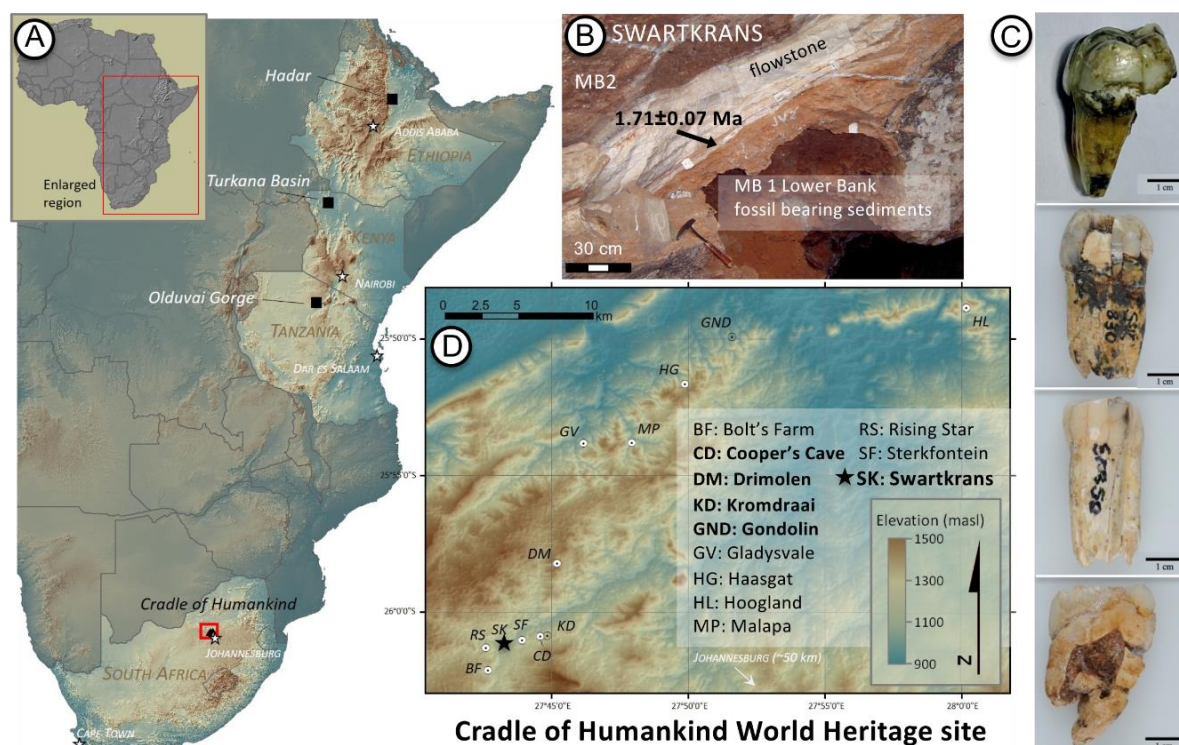 A
Enlarged
region
Hadar
ADDIS ABABA
ETHIOPIA
Turkana Basin
KENYA
NAIROBI
Olduvai Gorge
TANZANIA
DAR ES SALAAM
Cradle of Humankind
JOHANNESBURG
SOUTH AFRICA
CAPE TOWN
B SWARTKRANS
MB2
flowstone
1.71±0.07 Ma
MB 1 Lower Bank
fossil bearing sediments
30 cm
C
1 cm
SK
830
1 cm
1 cm
1 cm
D
0 2.5 5 10
km
25°50'0"S
25°55'0"S
26°0'0"S
GND
HL
HG
GV
MP
DM
RS
SK
SF
KD
CD
BF
JOHANNESBURG (~50 km)
BF: Bolt's Farm RS: Rising Star
CD: Cooper's Cave SF: Sterkfontein
DM: Drimolen SK: Swartkrans
KD: Kromdraai
GND: Gondolin
GV: Gladysvale
HG: Haasgat
HL: Hoogland
MP: Malapa
Elevation (masl)
1500
1300
1100
900
N
27°45'0"E 27°50'0"E 27°55'0"E 28°0'0"E
Cradle of Humankind World Heritage site